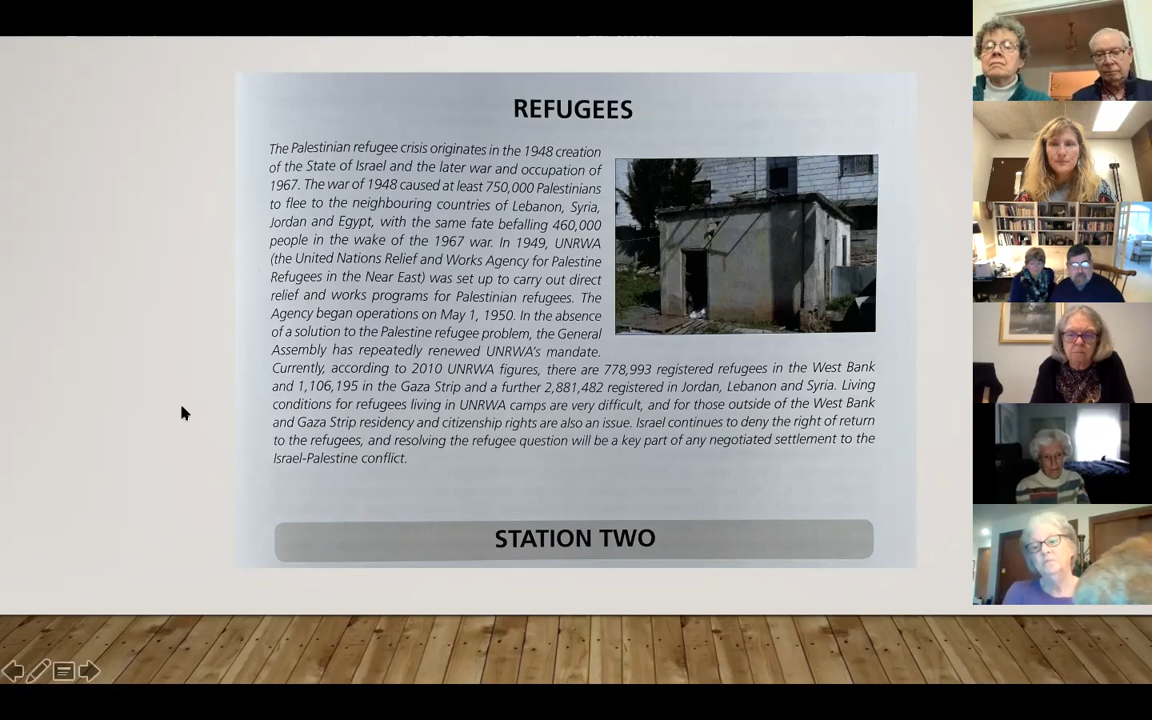 REFUGEES
The Palestinian refugee crisis originates in the 1948 creation
of the State of Israel and the later war and occupation of
1967. The war of 1948 caused at least 750,000 Palestinians
to flee to the neighbouring countries of Lebanon, Syria,
Jordan and Egypt, with the same fate befalling 460,000
people in the wake of the 1967 war. In 1949, UNRWA
(the United Nations Relief and Works Agency for Palestine
Refugees in the Near East) was set up to carry out direct
relief and works programs for Palestinian refugees. The
Agency began operations on May 1, 1950. In the absence
of a solution to the Palestine refugee problem, the General
Assembly has repeatedly renewed UNRWA's mandate.
Currently, according to 2010 UNRWA figures, there are 778,993 registered refugees in the West Bank
and 1,106,195 in the Gaza Strip and a further 2,881,482 registered in Jordan, Lebanon and Syria. Living
conditions for refugees living in UNRWA camps are very difficult, and for those outside of the West Bank
and Gaza Strip residency and citizenship rights are also an issue. Israel continues to deny the right of return
to the refugees, and resolving the refugee question will be a key part of any negotiated settlement to the
Israel-Palestine conflict.
STATION TWO